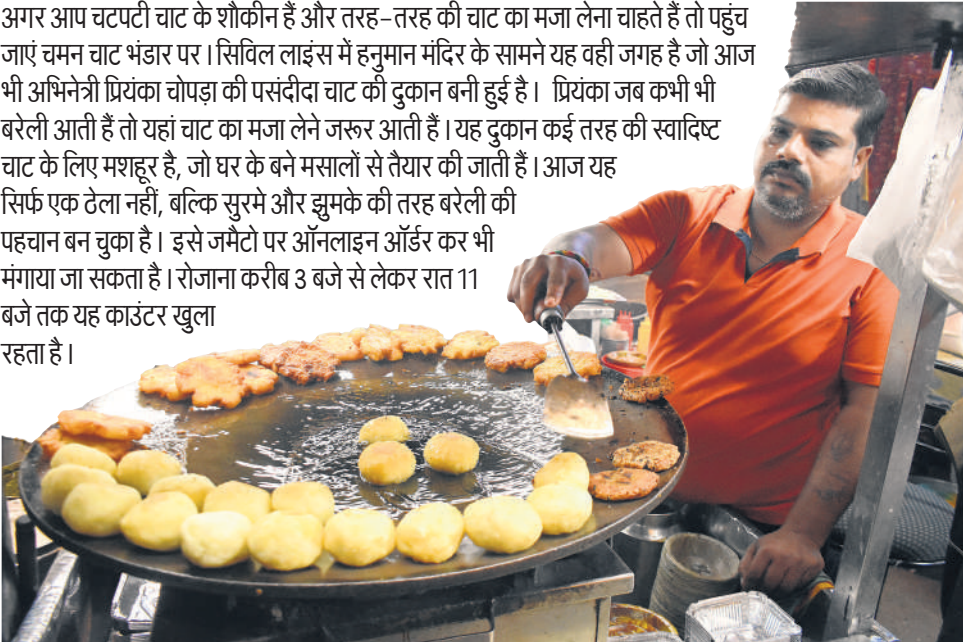 अगर आप चटपटी चाट के शौकीन हैं और तरह-तरह की चाट का मजा लेना चाहते हैं तो पहुंच
जाएं चमन चाट भंडार पर। सिविल लाइंस में हनुमान मंदिर के सामने यह वही जगह है जो आज
भी अभिनेत्री प्रियंका चोपड़ा की पसंदीदा चाट की दुकान बनी हुई है। प्रियंका जब कभी भी
बरेली आती हैं तो यहां चाट का मजा लेने जरूर आती हैं। यह दुकान कई तरह की स्वादिष्ट
चाट के लिए मशहूर है, जो घर के बने मसालों से तैयार की जाती हैं। आज यह
सिर्फ एक ठेला नहीं, बल्कि सुरमे और झुमके की तरह बरेली की
पहचान बन चुका है। इसे जमैटो पर ऑनलाइन ऑर्डर कर भी
मंगाया जा सकता है। रोजाना करीब 3 बजे से लेकर रात 11
बजे तक यह काउंटर खुला
रहता है।